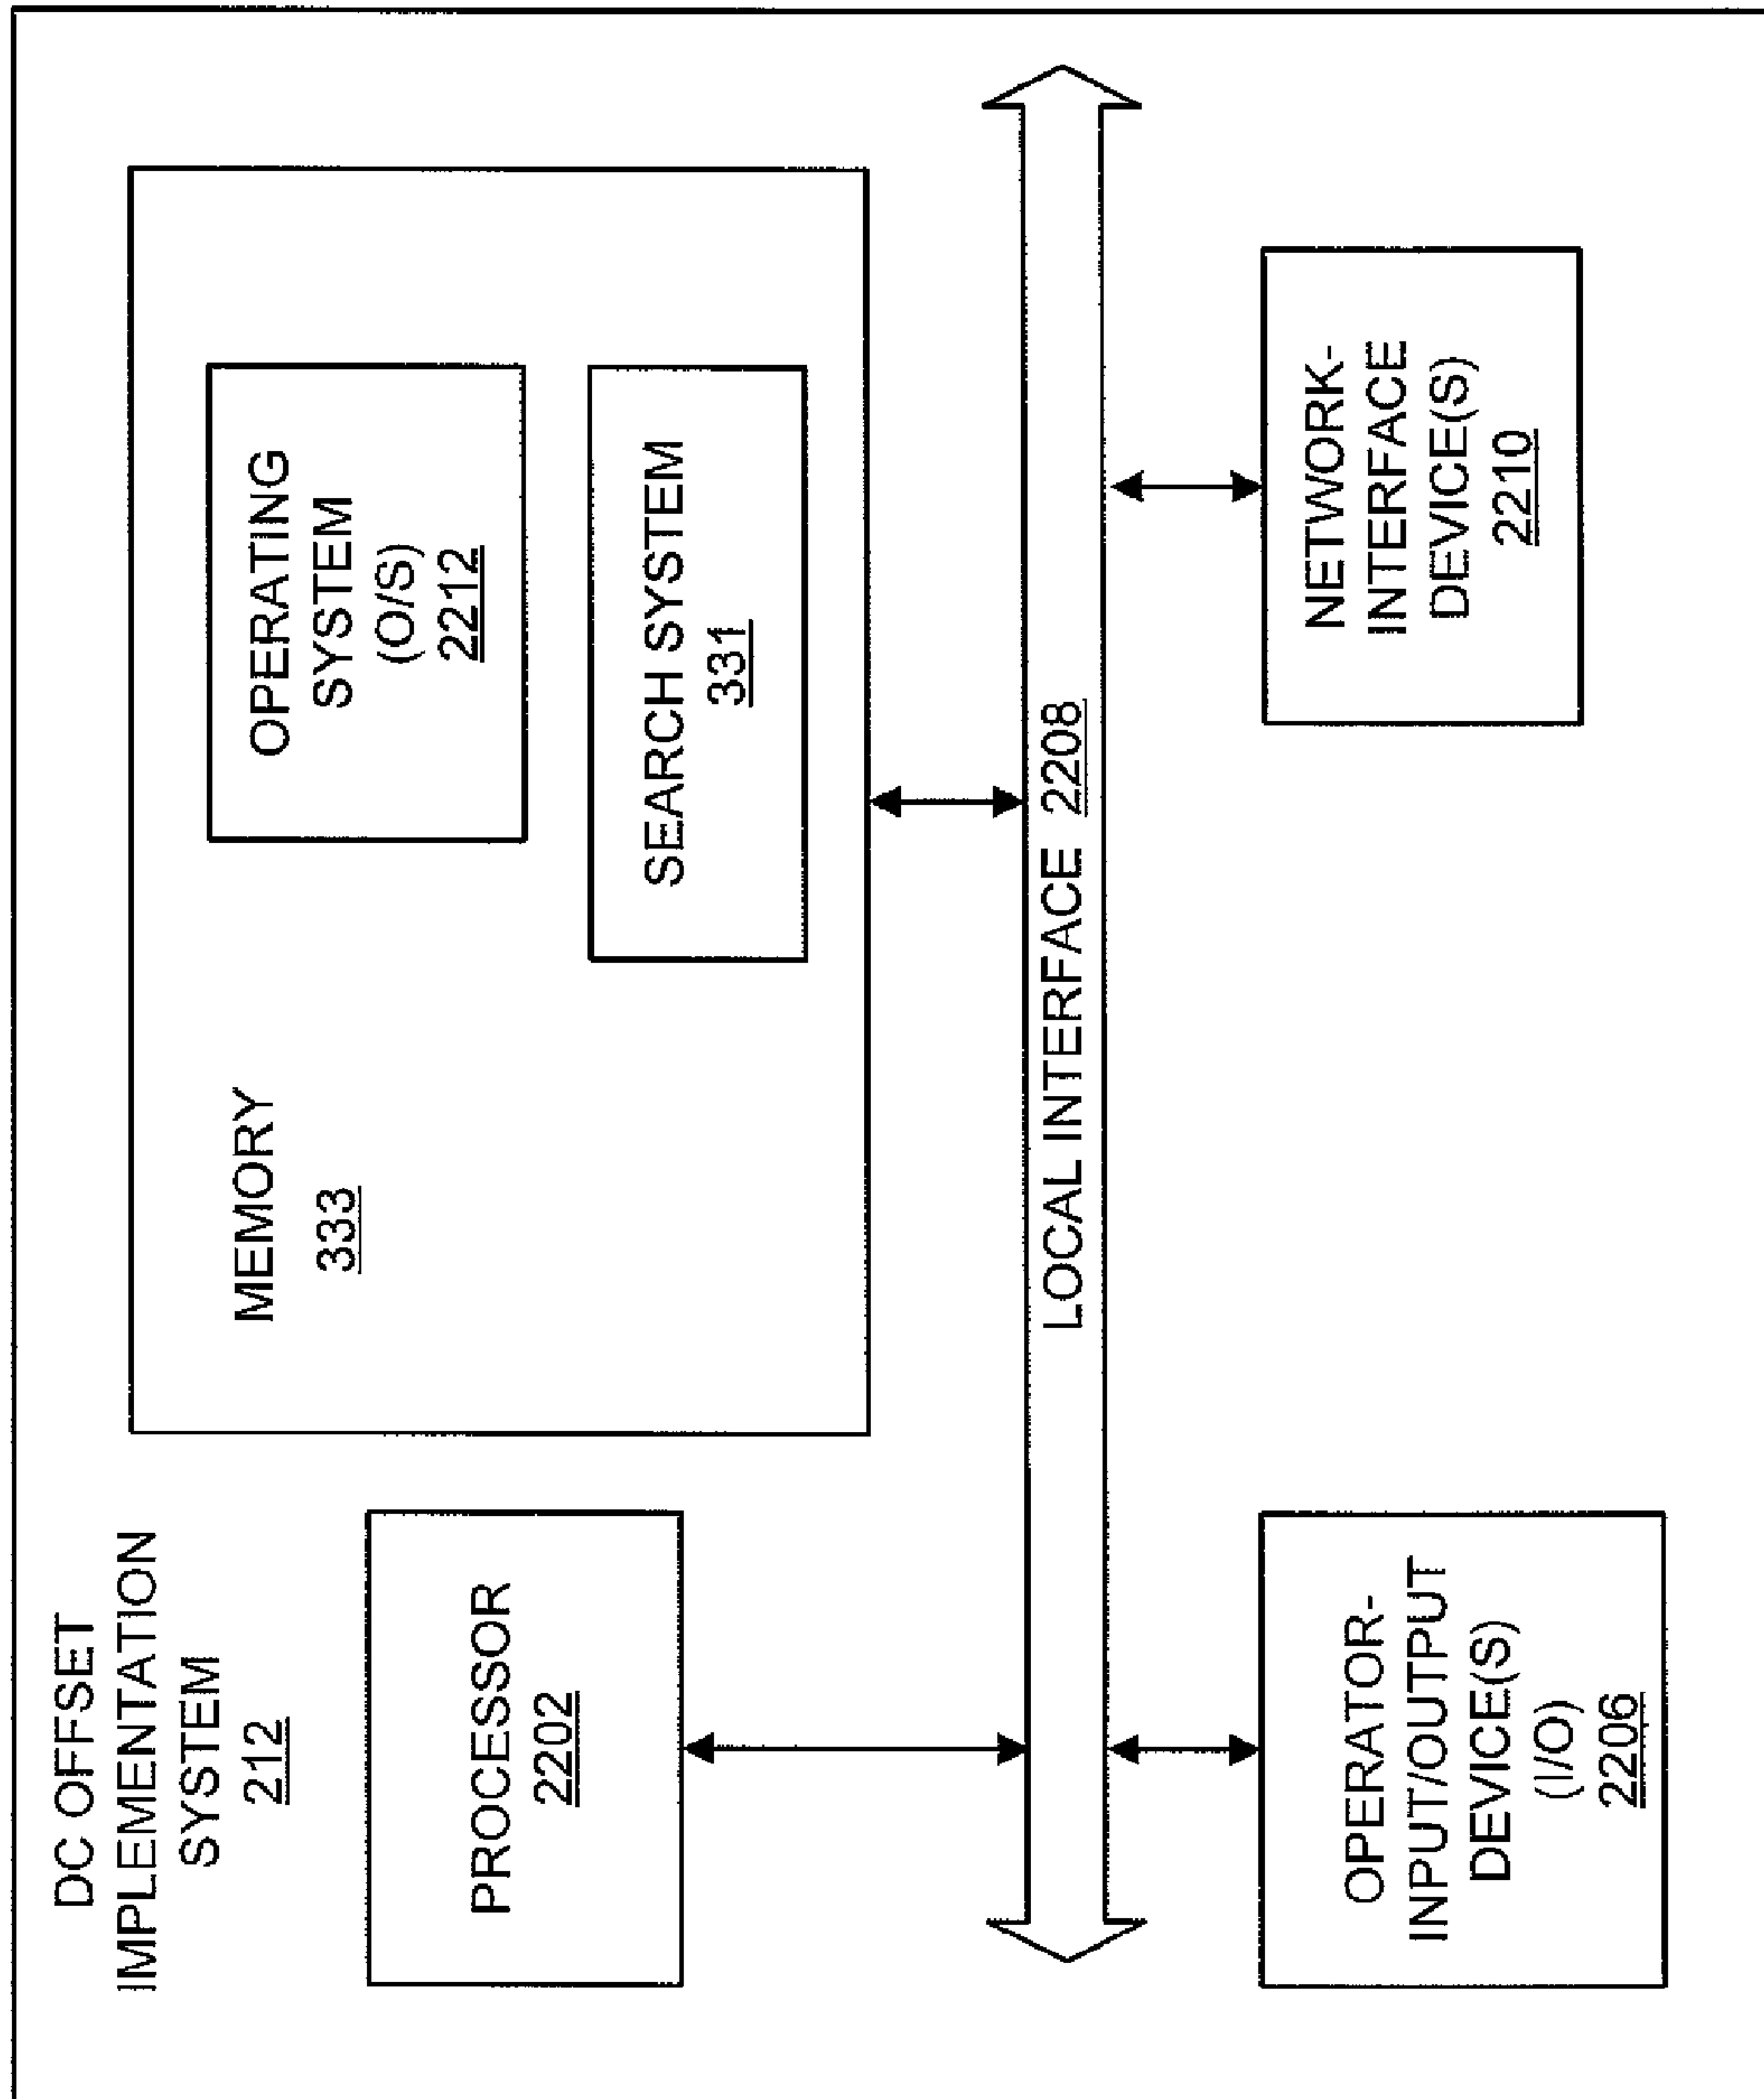 DC OFFSET
IMPLEMENTATION
SYSTEM
212
PROCESSOR
2202
MEMORY
333
OPERATING
SYSTEM
(O/S)
2212
SEARCH SYSTEM
331
LOCAL INTERFACE 2208
OPERATOR-
INPUT/OUTPUT
DEVICE(S)
(I/O)
2206
NETWORK-
INTERFACE
DEVICE(S)
2210